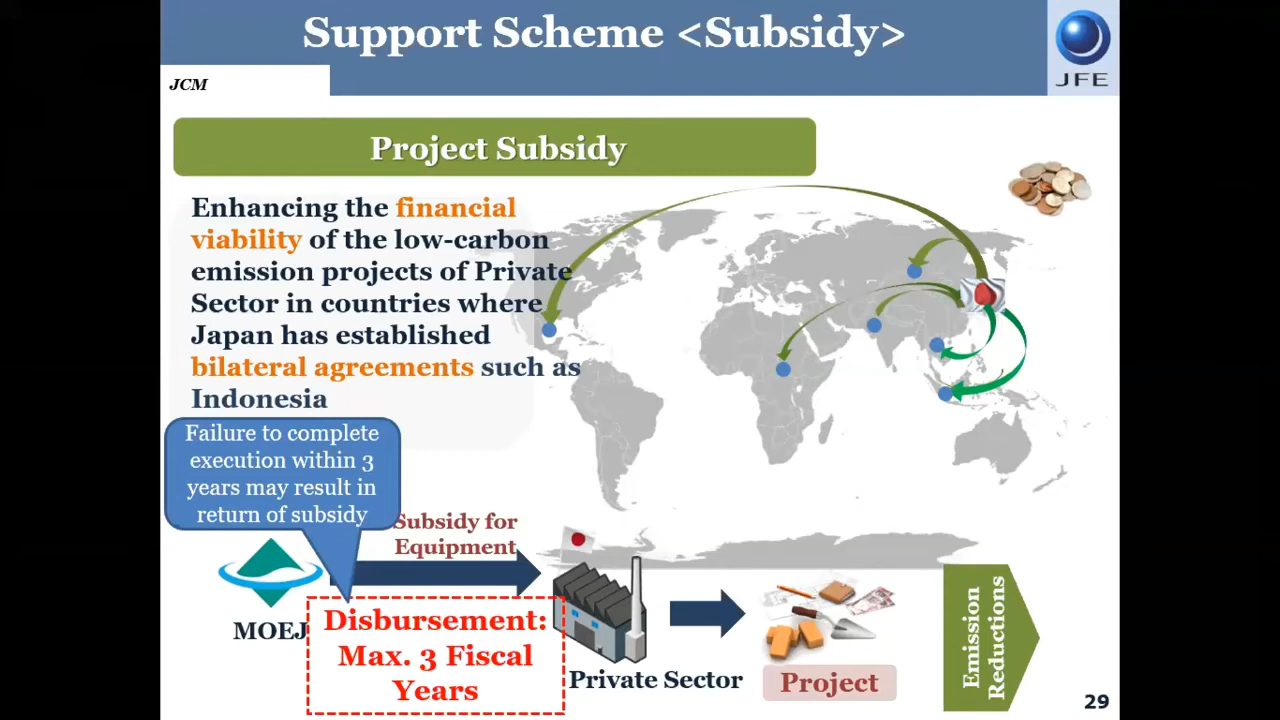 Support Scheme <Subsidy>
JFE
JCM
Project Subsidy
Enhancing the financial
viability of the low-carbon
emission projects of Private
Sector in countries where
Japan has established
bilateral agreements such as
Indonesia
Failure to complete
execution within 3
years may result in
return of subsidy
Subsidy for
Equipment
MOEJ
Disbursement:
Max. 3 Fiscal
Years
Private Sector
Project
Emission
Reductions
29